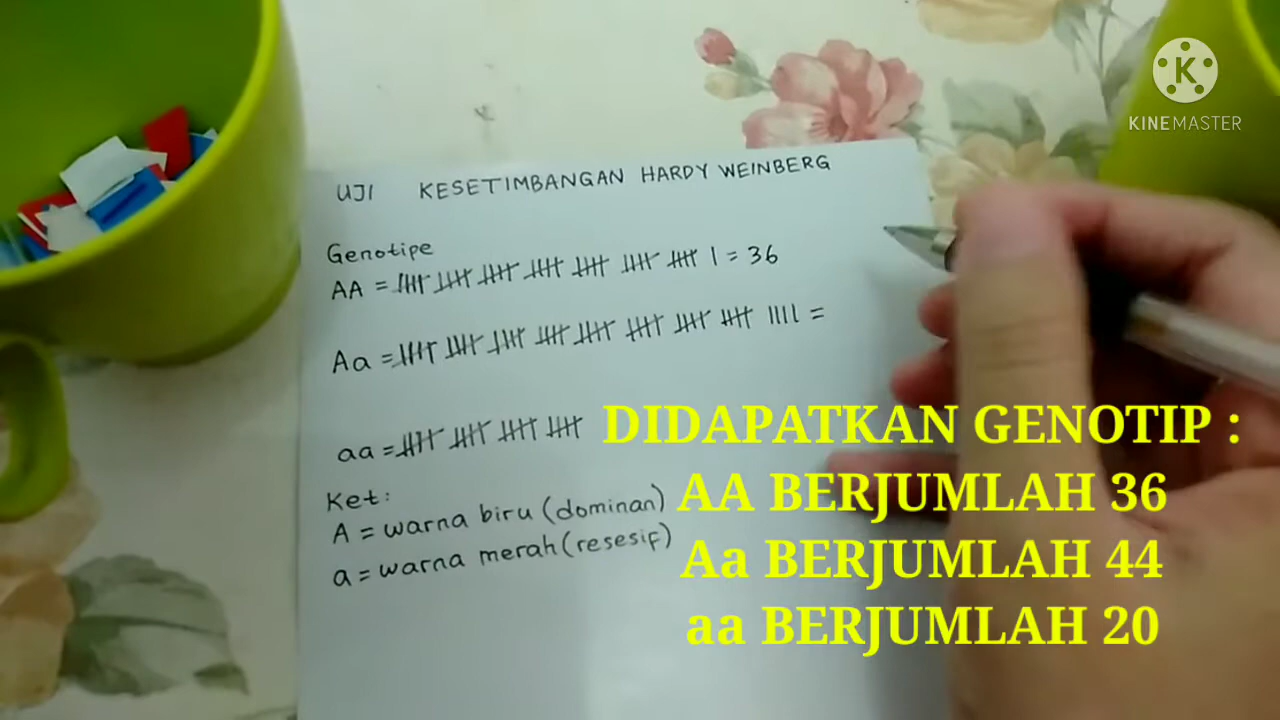 UJI KESETIMBANGAN HARDY WEINBERG
Genotipe
AA = 𝍸 𝍸 𝍸 𝍸 𝍸 𝍸 𝍸 | = 36
Aa = 𝍸 𝍸 𝍸 𝍸 𝍸 𝍸 𝍸 𝍸 |||| =
aa = 𝍸 𝍸 𝍸 𝍸
Ket:
A = warna biru (dominan)
a = warna merah (resesif)
DIDAPATKAN GENOTIP :
AA BERJUMLAH 36
Aa BERJUMLAH 44
aa BERJUMLAH 20
K
KINEMASTER